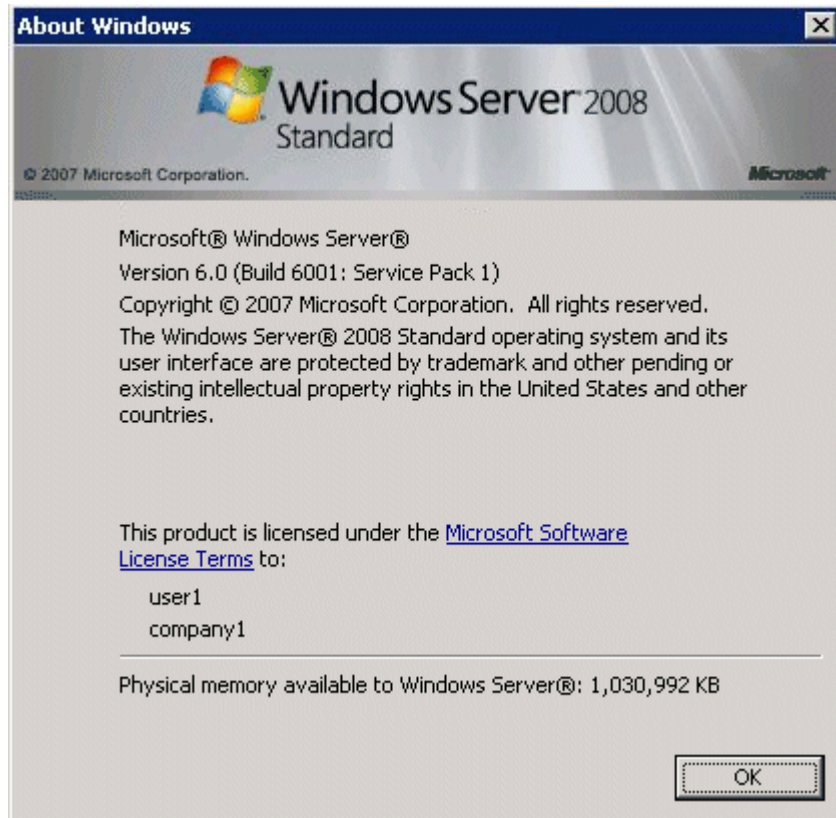 About Windows
Windows Server 2008
Standard
© 2007 Microsoft Corporation.
Microsoft
Microsoft® Windows Server®
Version 6.0 (Build 6001: Service Pack 1)
Copyright © 2007 Microsoft Corporation. All rights reserved.
The Windows Server® 2008 Standard operating system and its
user interface are protected by trademark and other pending or
existing intellectual property rights in the United States and other
countries.
This product is licensed under the Microsoft Software
License Terms to:
user1
company1
Physical memory available to Windows Server®: 1,030,992 KB
OK